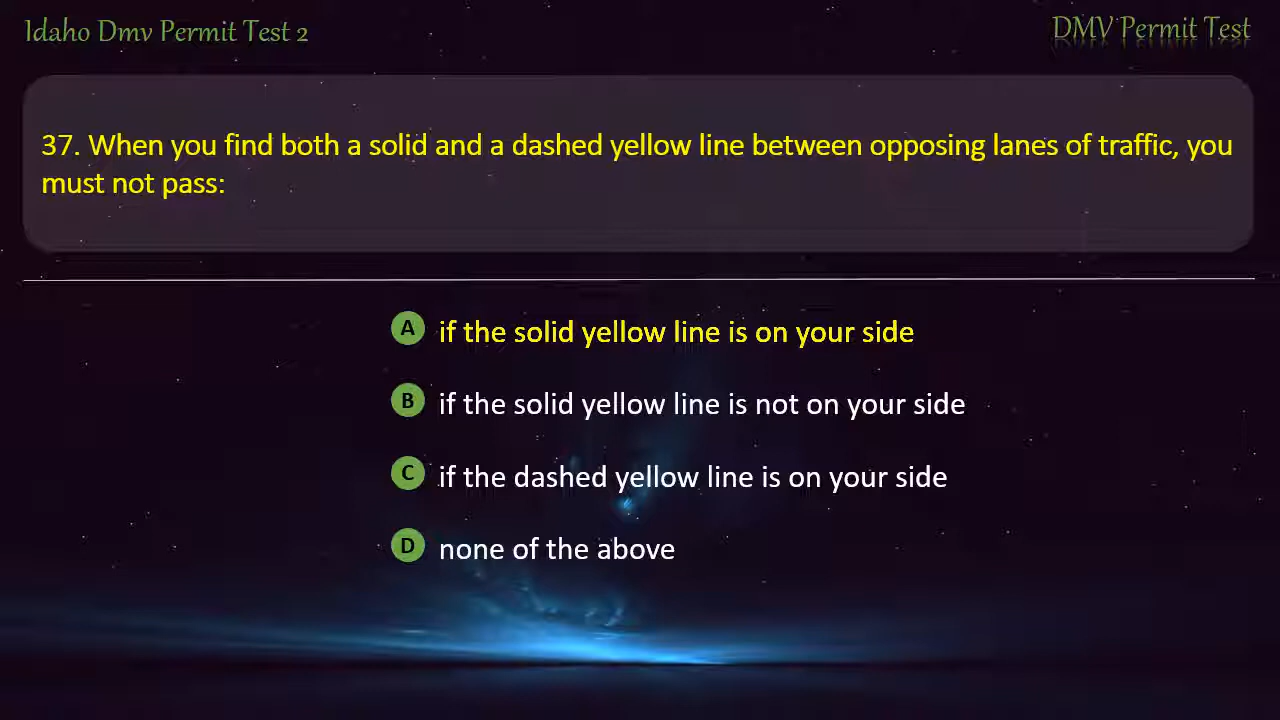 Idaho Dmv Permit Test 2
DMV Permit Test
37. When you find both a solid and a dashed yellow line between opposing lanes of traffic, you
must not pass:
A if the solid yellow line is on your side
B if the solid yellow line is not on your side
C if the dashed yellow line is on your side
D none of the above